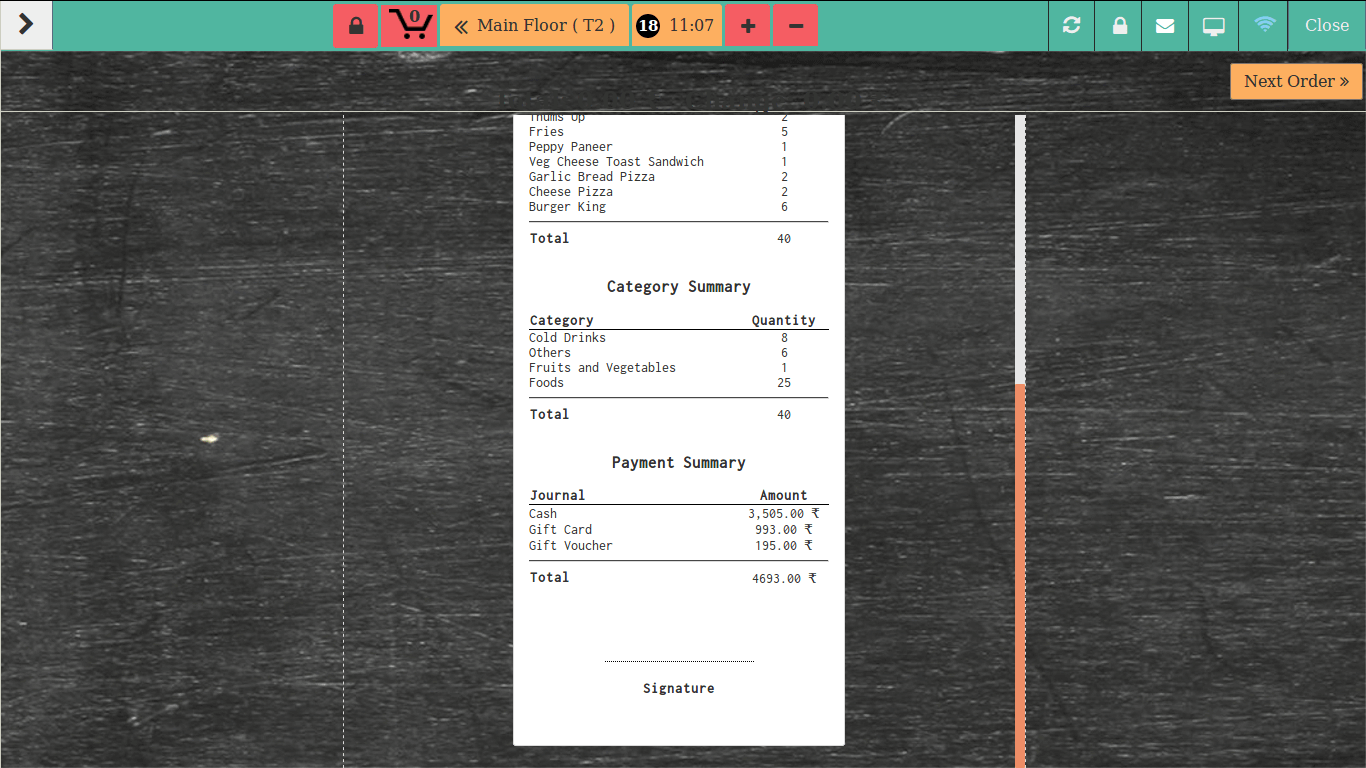 0
Main Floor ( T2 )
18 11:07
Close
Next Order
Thums Up 2
Fries 5
Peppy Paneer 1
Veg Cheese Toast Sandwich 1
Garlic Bread Pizza 2
Cheese Pizza 2
Burger King 6
Total 40
Category Summary
Category Quantity
Cold Drinks 8
Others 6
Fruits and Vegetables 1
Foods 25
Total 40
Payment Summary
Journal Amount
Cash 3,505.00 ₹
Gift Card 993.00 ₹
Gift Voucher 195.00 ₹
Total 4693.00 ₹
Signature